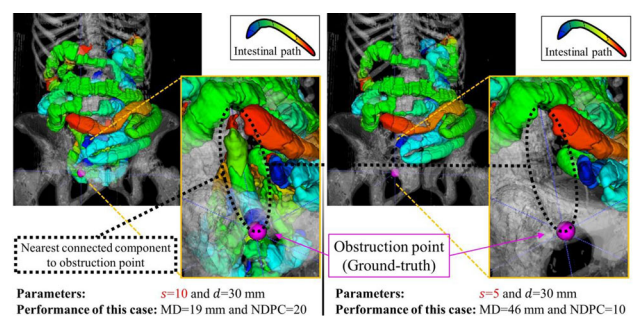 Intestinal path
Intestinal path
Nearest connected component
to obstruction point
Obstruction point
(Ground-truth)
Parameters: s=10 and d=30 mm
Performance of this case: MD=19 mm and NDPC=20
Parameters: s=5 and d=30 mm
Performance of this case: MD=46 mm and NDPC=10